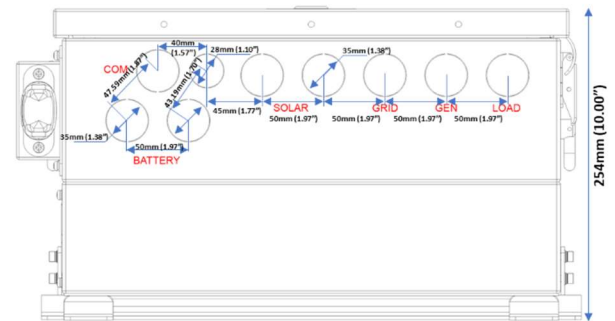 40mm
(1.57")
28mm (1.10")
35mm (1.38")
COM
47.59mm(1.87")
43.19mm (1.70")
45mm (1.77")
SOLAR
GRID
GEN
LOAD
50mm (1.97")
50mm (1.97")
50mm (1.97")
50mm (1.97")
35mm (1.38")
50mm (1.97")
BATTERY
254mm (10.00")